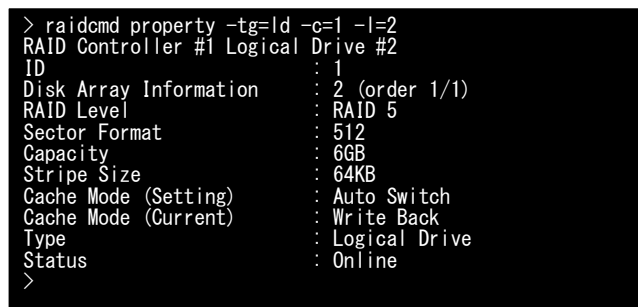 > raidcmd property -tg=ld -c=1 -l=2
RAID Controller #1 Logical Drive #2
ID : 1
Disk Array Information : 2 (order 1/1)
RAID Level : RAID 5
Sector Format : 512
Capacity : 6GB
Stripe Size : 64KB
Cache Mode (Setting) : Auto Switch
Cache Mode (Current) : Write Back
Type : Logical Drive
Status : Online
>